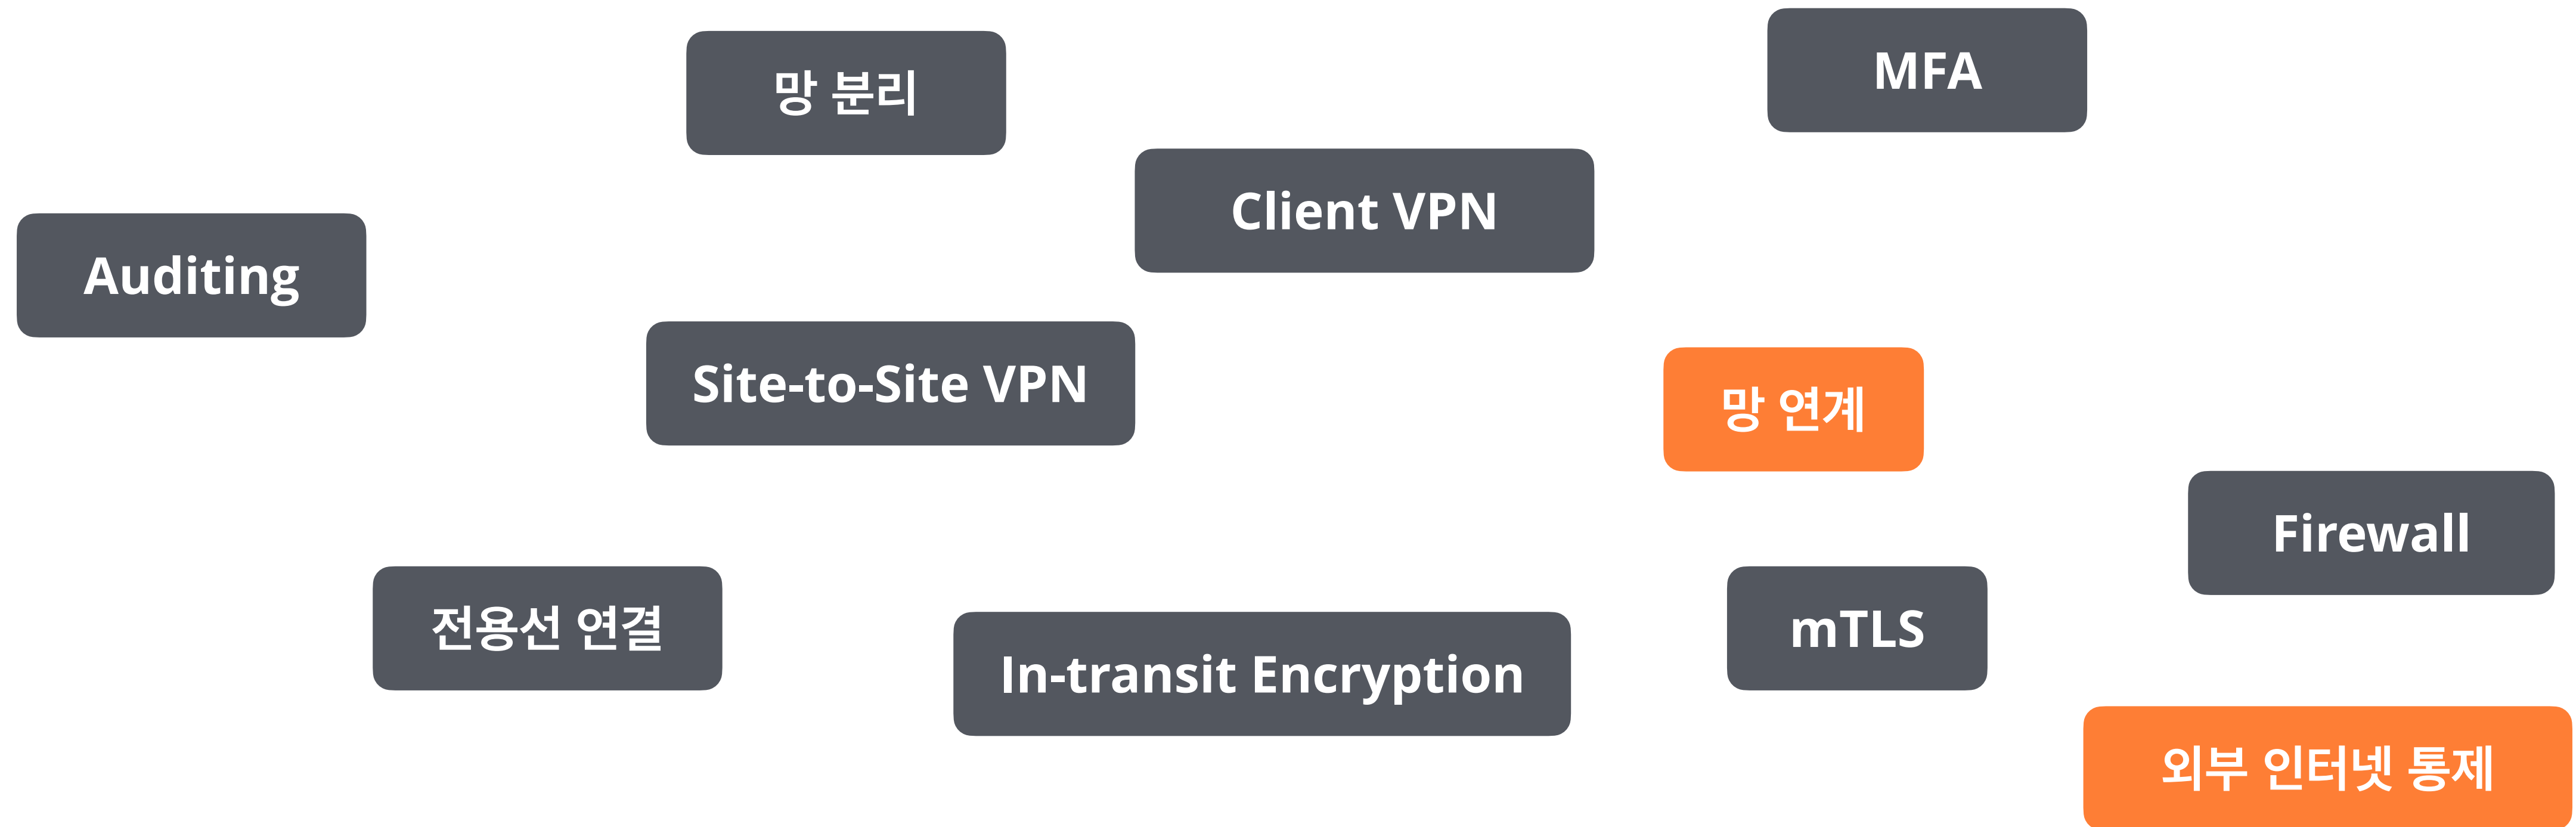 MFA
망 분리
Client VPN
Auditing
Site-to-Site VPN
망 연계
Firewall
전용선 연결
mTLS
In-transit Encryption
외부 인터넷 통제